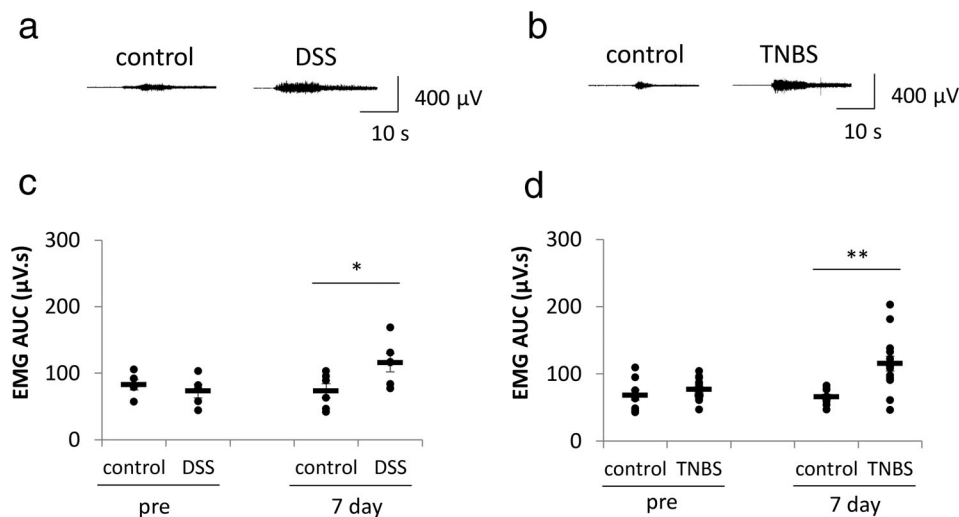 a
control DSS
400 µV
10 s
b
control TNBS
400 µV
10 s
c
EMG AUC (µV.s)
300
200
100
0
*
control DSS control DSS
pre 7 day
d
EMG AUC (µV.s)
300
200
100
0
**
control TNBS control TNBS
pre 7 day